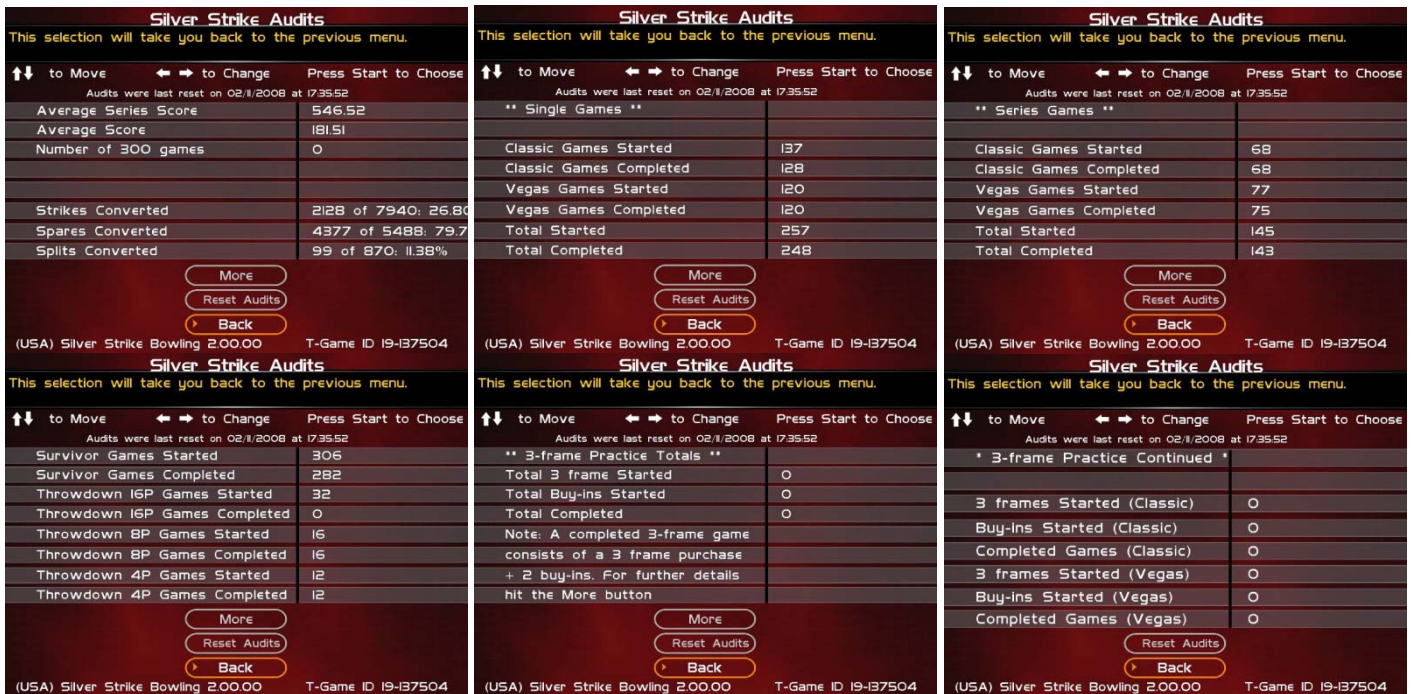 Silver Strike Audits
This selection will take you back to the previous menu.
to Move to Change Press Start to Choose
Audits were last reset on 02/11/2008 at 17:35:52
Average Series Score 546.52
Average Score 181.51
Number of 300 games 0
Strikes Converted 2128 of 7940: 26.80
Spares Converted 4377 of 5488: 79.7
Splits Converted 99 of 870: 11.38%
More
Reset Audits
Back
(USA) Silver Strike Bowling 2.00.00 T-Game ID 19-137504
Silver Strike Audits
This selection will take you back to the previous menu.
to Move to Change Press Start to Choose
Audits were last reset on 02/11/2008 at 17:35:52
** Single Games **
Classic Games Started 137
Classic Games Completed 128
Vegas Games Started 120
Vegas Games Completed 120
Total Started 257
Total Completed 248
More
Reset Audits
Back
(USA) Silver Strike Bowling 2.00.00 T-Game ID 19-137504
Silver Strike Audits
This selection will take you back to the previous menu.
to Move to Change Press Start to Choose
Audits were last reset on 02/11/2008 at 17:35:52
** Series Games **
Classic Games Started 68
Classic Games Completed 68
Vegas Games Started 77
Vegas Games Completed 75
Total Started 145
Total Completed 143
More
Reset Audits
Back
(USA) Silver Strike Bowling 2.00.00 T-Game ID 19-137504
Silver Strike Audits
This selection will take you back to the previous menu.
to Move to Change Press Start to Choose
Audits were last reset on 02/11/2008 at 17:35:52
Survivor Games Started 306
Survivor Games Completed 282
Throwdown 16P Games Started 32
Throwdown 16P Games Completed 0
Throwdown 8P Games Started 16
Throwdown 8P Games Completed 16
Throwdown 4P Games Started 12
Throwdown 4P Games Completed 12
More
Reset Audits
Back
(USA) Silver Strike Bowling 2.00.00 T-Game ID 19-137504
Silver Strike Audits
This selection will take you back to the previous menu.
to Move to Change Press Start to Choose
Audits were last reset on 02/11/2008 at 17:35:52
** 3-frame Practice Totals **
Total 3 frame Started 0
Total Buy-ins Started 0
Total Completed 0
Note: A completed 3-frame game
consists of a 3 frame purchase
+ 2 buy-ins. For further details
hit the More button
More
Reset Audits
Back
(USA) Silver Strike Bowling 2.00.00 T-Game ID 19-137504
Silver Strike Audits
This selection will take you back to the previous menu.
to Move to Change Press Start to Choose
Audits were last reset on 02/11/2008 at 17:35:52
* 3-frame Practice Continued *
3 frames Started (Classic) 0
Buy-ins Started (Classic) 0
Completed Games (Classic) 0
3 frames Started (Vegas) 0
Buy-ins Started (Vegas) 0
Completed Games (Vegas) 0
Reset Audits
Back
(USA) Silver Strike Bowling 2.00.00 T-Game ID 19-137504